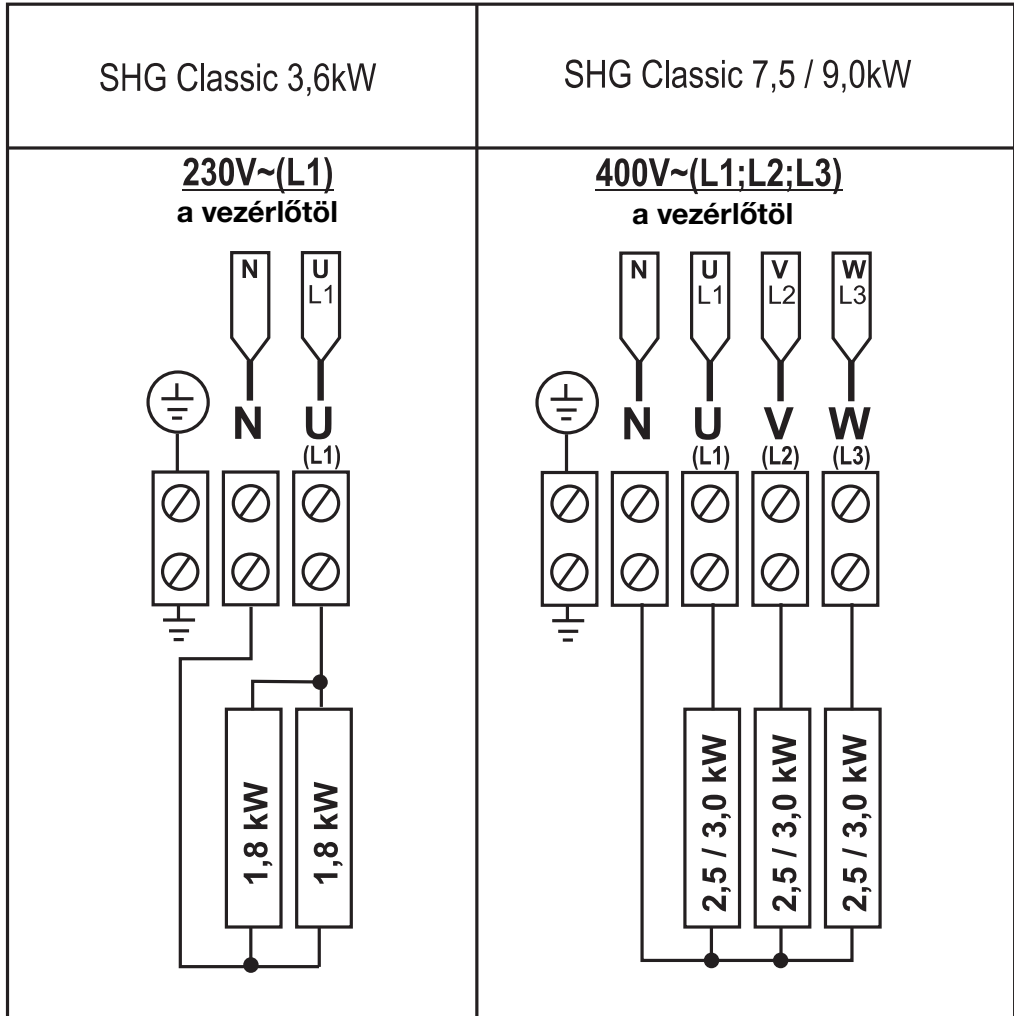 SHG Classic 3,6kW
SHG Classic 7,5 / 9,0kW
230V~(L1)
a vezérlőtöl
N
U
L1
N
U
(L1)
1,8 kW
1,8 kW
400V~(L1;L2;L3)
a vezérlőtöl
N
U
L1
V
L2
W
L3
N
U
V
W
(L1)
(L2)
(L3)
2,5 / 3,0 kW
2,5 / 3,0 kW
2,5 / 3,0 kW